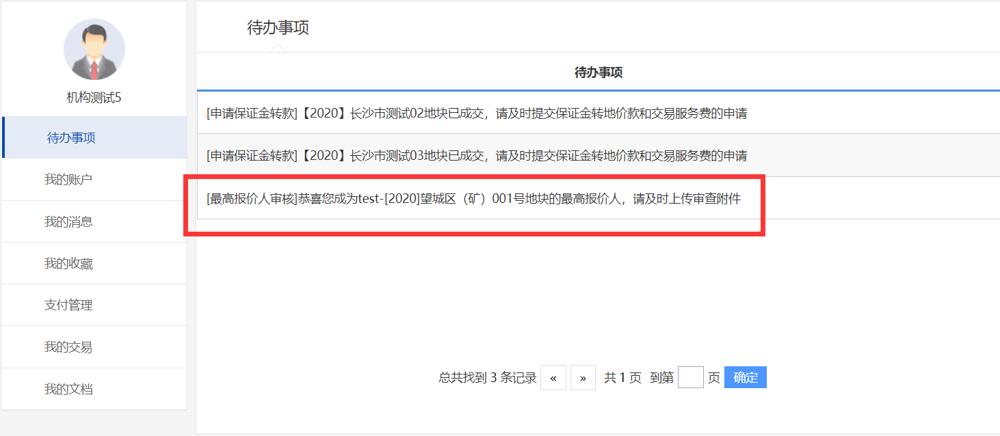 机构测试5
待办事项
我的账户
我的消息
我的收藏
支付管理
我的交易
我的文档
待办事项
待办事项
[申请保证金转款]【2020】长沙市测试02地块已成交，请及时提交保证金转地价款和交易服务费的申请
[申请保证金转款]【2020】长沙市测试03地块已成交，请及时提交保证金转地价款和交易服务费的申请
[最高报价人审核]恭喜您成为test-[2020]望城区（矿）001号地块的最高报价人，请及时上传审查附件
总共找到 3 条记录 « » 共 1 页 到第 页 确定